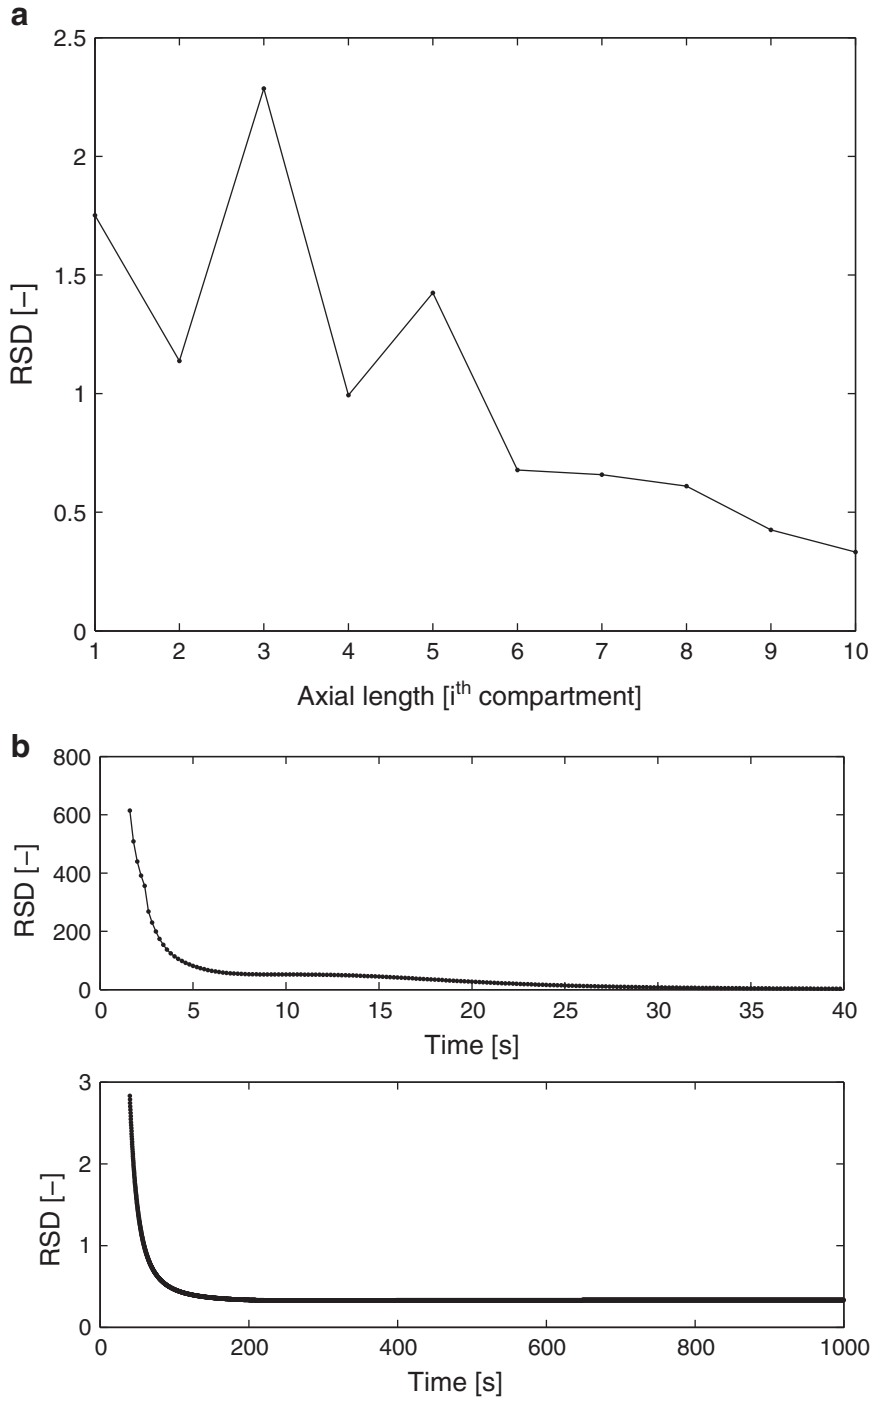 a
2.5
2
1.5
1
0.5
0
RSD [−]
1 2 3 4 5 6 7 8 9 10
Axial length [ith compartment]
b
800
600
400
200
0
RSD [−]
0 5 10 15 20 25 30 35 40
Time [s]
3
2
1
0
RSD [−]
0 200 400 600 800 1000
Time [s]